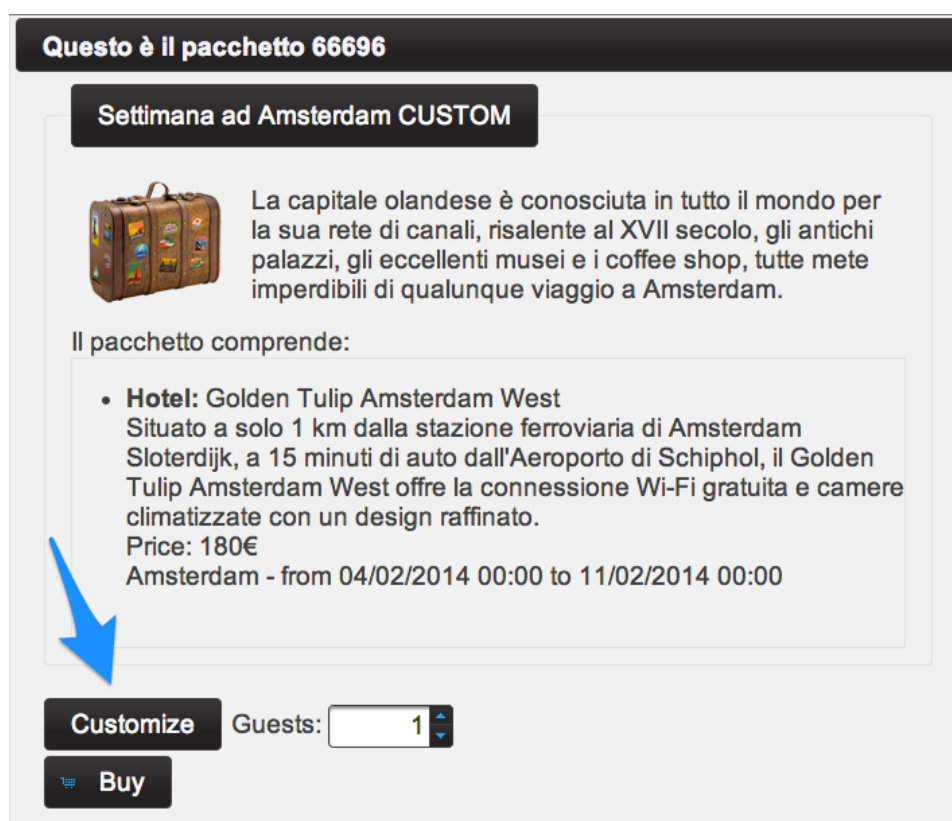 Questo è il pacchetto 66696
Settimana ad Amsterdam CUSTOM
La capitale olandese è conosciuta in tutto il mondo per
la sua rete di canali, risalente al XVII secolo, gli antichi
palazzi, gli eccellenti musei e i coffee shop, tutte mete
imperdibili di qualunque viaggio a Amsterdam.
Il pacchetto comprende:
• Hotel: Golden Tulip Amsterdam West
Situato a solo 1 km dalla stazione ferroviaria di Amsterdam
Sloterdijk, a 15 minuti di auto dall'Aeroporto di Schiphol, il Golden
Tulip Amsterdam West offre la connessione Wi-Fi gratuita e camere
climatizzate con un design raffinato.
Price: 180€
Amsterdam - from 04/02/2014 00:00 to 11/02/2014 00:00
Customize Guests: 1
Buy